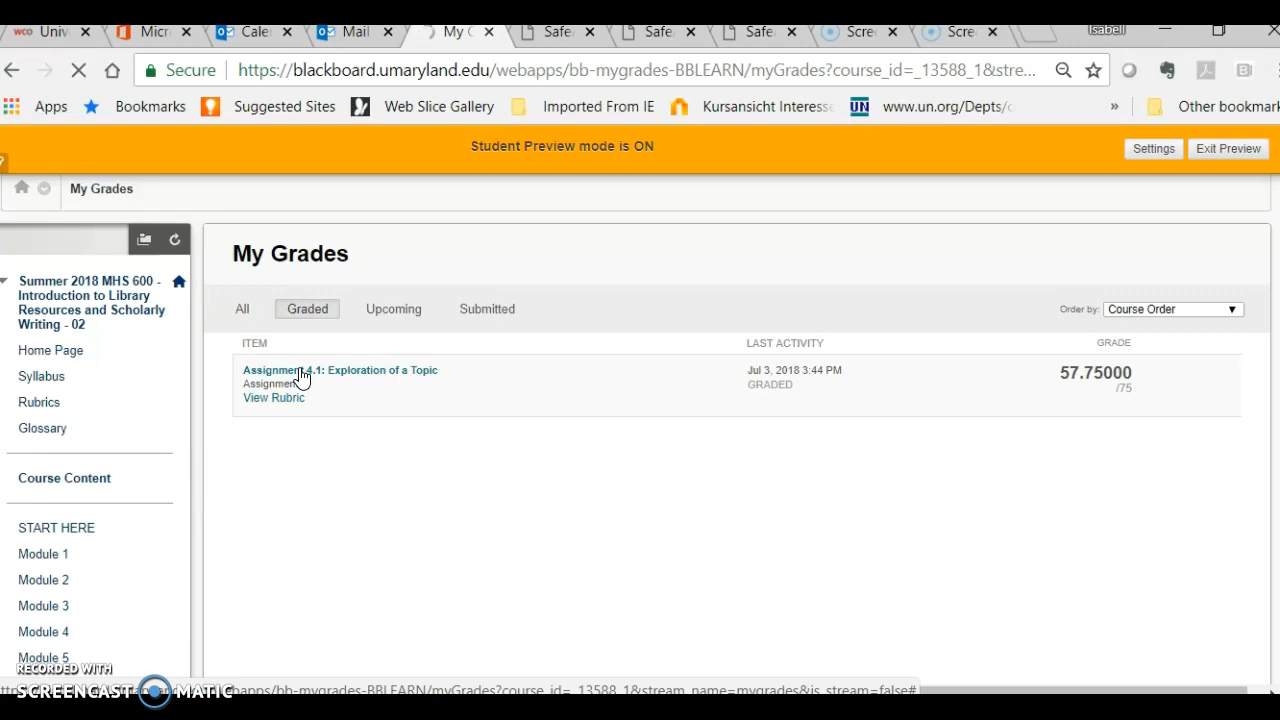 wco Univ Micr Caler Mail My C Safe Safe Safe Scre Scre Isabell
Secure https://blackboard.umaryland.edu/webapps/bb-mygrades-BBLEARN/myGrades?course_id=_13588_1&stre...
Apps Bookmarks Suggested Sites Web Slice Gallery Imported From IE Kursansicht Interess UN www.un.org/Depts/ » Other bookmark
Student Preview mode is ON
Settings Exit Preview
My Grades
Summer 2018 MHS 600 -
Introduction to Library
Resources and Scholarly
Writing - 02
Home Page
Syllabus
Rubrics
Glossary
Course Content
START HERE
Module 1
Module 2
Module 3
Module 4
Module 5
My Grades
All Graded Upcoming Submitted Order by: Course Order
ITEM LAST ACTIVITY GRADE
Assignment 4.1: Exploration of a Topic Jul 3, 2018 3:44 PM 57.75000
Assignment GRADED /75
View Rubric
RECORDED WITH
SCREENCAST MATIC
bapps/bb-mygrades-BBLEARN/myGrades?course_id=_13588_1&stream_name=mygrades&is_stream=false#